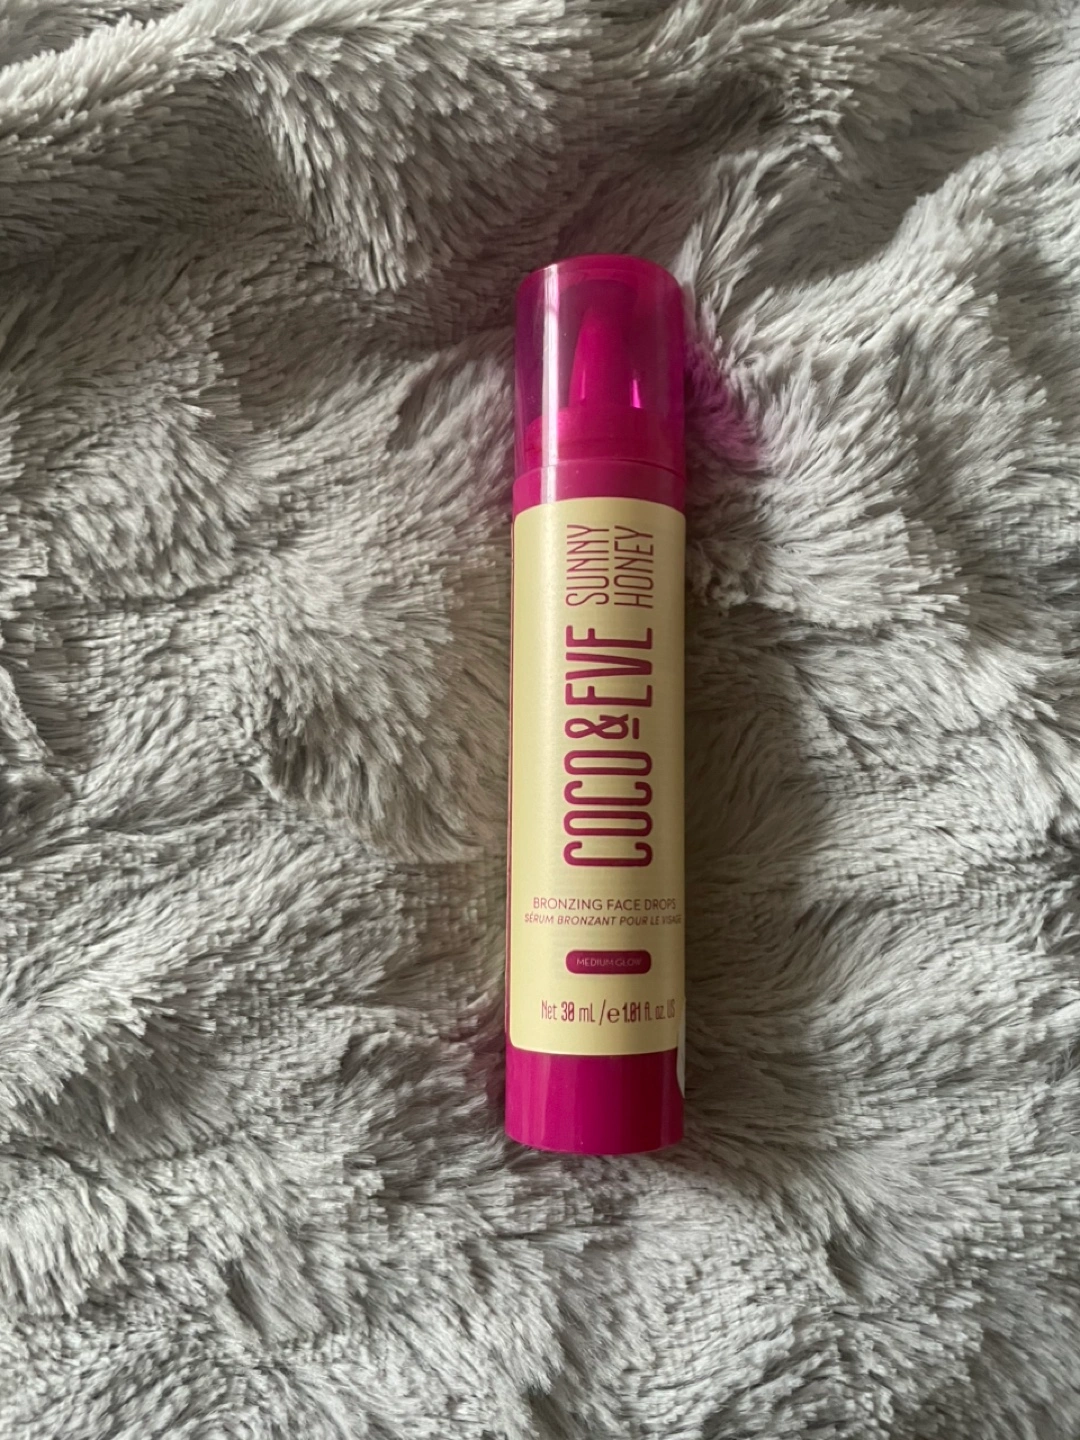 COCO & EVE
SUNNY
HONEY
BRONZING FACE DROPS
SÉRUM BRONZANT POUR LE VISAGE
MEDIUM GLOW
Net 30 mL / e 1.01 fl. oz. US